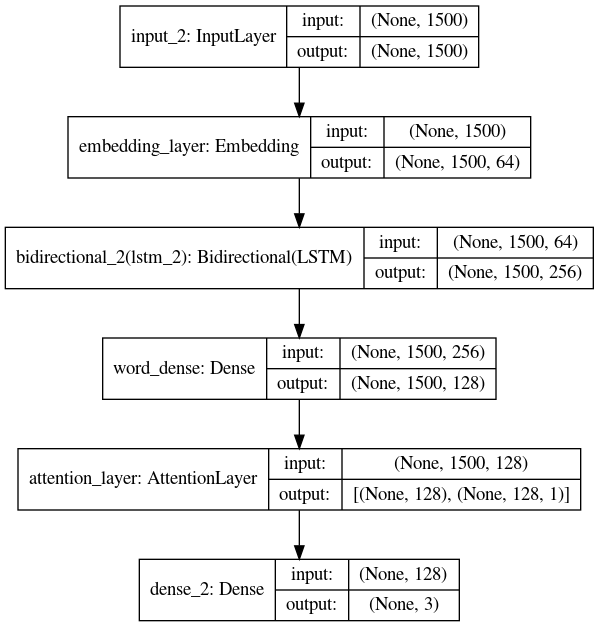 input_2: InputLayer
input: (None, 1500)
output: (None, 1500)
embedding_layer: Embedding
input: (None, 1500)
output: (None, 1500, 64)
bidirectional_2(lstm_2): Bidirectional(LSTM)
input: (None, 1500, 64)
output: (None, 1500, 256)
word_dense: Dense
input: (None, 1500, 256)
output: (None, 1500, 128)
attention_layer: AttentionLayer
input: (None, 1500, 128)
output: [(None, 128), (None, 128, 1)]
dense_2: Dense
input: (None, 128)
output: (None, 3)